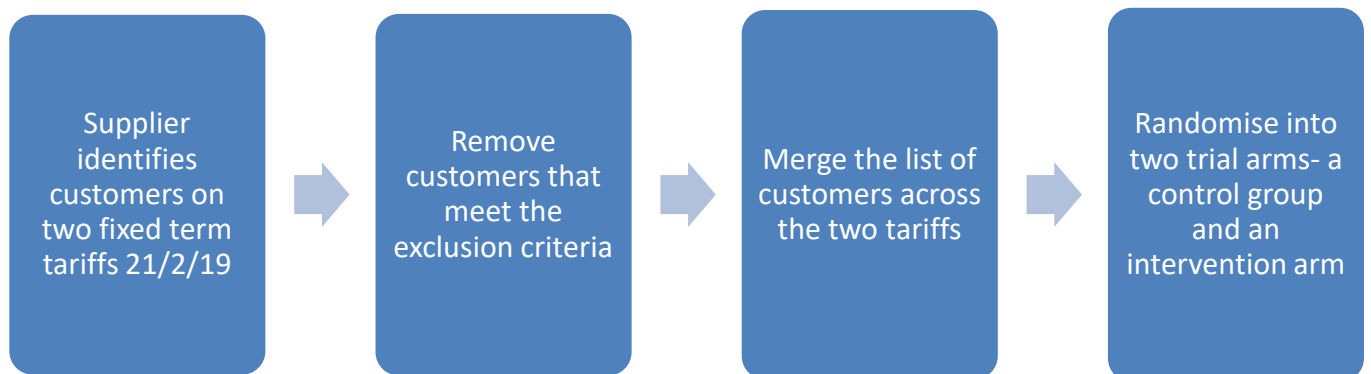 Supplier
identifies
customers on
two fixed term
tariffs 21/2/19
Remove
customers that
meet the
exclusion criteria
Merge the list of
customers across
the two tariffs
Randomise into
two trial arms- a
control group
and an
intervention arm